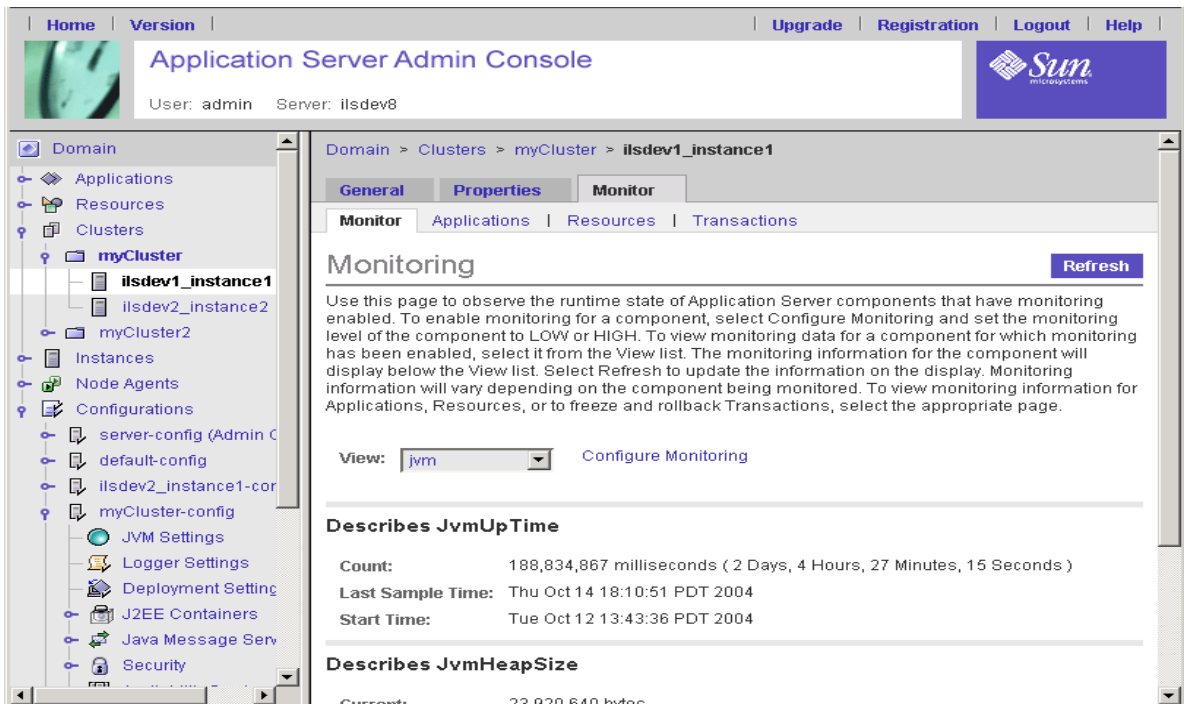 Home | Version |
| Upgrade | Registration | Logout | Help |
Application Server Admin Console
User: admin Server: ilsdev8
Sun
microsystems
Domain
Applications
Resources
Clusters
myCluster
ilsdev1_instance1
ilsdev2_instance2
myCluster2
Instances
Node Agents
Configurations
server-config (Admin C
default-config
ilsdev2_instance1-cor
myCluster-config
JVM Settings
Logger Settings
Deployment Setting
J2EE Containers
Java Message Serv
Security
Domain > Clusters > myCluster > ilsdev1_instance1
General Properties Monitor
Monitor Applications | Resources | Transactions
Monitoring
Refresh
Use this page to observe the runtime state of Application Server components that have monitoring
enabled. To enable monitoring for a component, select Configure Monitoring and set the monitoring
level of the component to LOW or HIGH. To view monitoring data for a component for which monitoring
has been enabled, select it from the View list. The monitoring information for the component will
display below the View list. Select Refresh to update the information on the display. Monitoring
information will vary depending on the component being monitored. To view monitoring information for
Applications, Resources, or to freeze and rollback Transactions, select the appropriate page.
View: jvm Configure Monitoring
Describes JvmUpTime
Count: 188,834,867 milliseconds ( 2 Days, 4 Hours, 27 Minutes, 15 Seconds )
Last Sample Time: Thu Oct 14 18:10:51 PDT 2004
Start Time: Tue Oct 12 13:43:36 PDT 2004
Describes JvmHeapSize
Current: 23,920,640 bytes